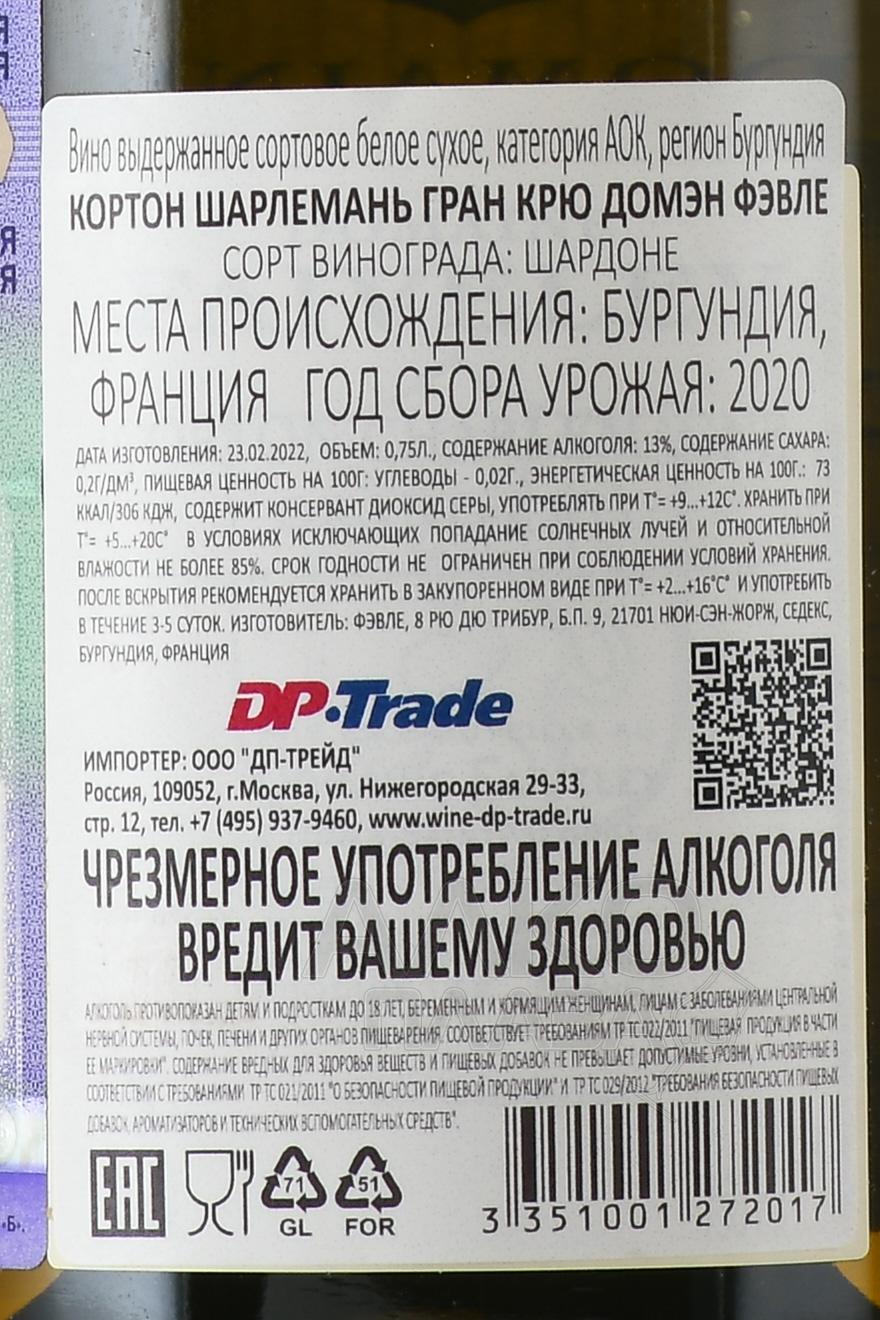 Вино выдержанное сортовое белое сухое, категория АОК, регион Бургундия
КОРТОН ШАРЛЕМАНЬ ГРАН КРЮ ДОМЭН ФЭВЛЕ
СОРТ ВИНОГРАДА: ШАРДОНЕ
МЕСТА ПРОИСХОЖДЕНИЯ: БУРГУНДИЯ,
ФРАНЦИЯ ГОД СБОРА УРОЖАЯ: 2020
ДАТА ИЗГОТОВЛЕНИЯ: 23.02.2022, ОБЪЕМ: 0,75Л., СОДЕРЖАНИЕ АЛКОГОЛЯ: 13%, СОДЕРЖАНИЕ САХАРА:
0,2Г/ДМ³, ПИЩЕВАЯ ЦЕННОСТЬ НА 100Г: УГЛЕВОДЫ - 0,02Г., ЭНЕРГЕТИЧЕСКАЯ ЦЕННОСТЬ НА 100Г.: 73
ККАЛ/306 КДЖ, СОДЕРЖИТ КОНСЕРВАНТ ДИОКСИД СЕРЫ, УПОТРЕБЛЯТЬ ПРИ Т°= +9...+12С°. ХРАНИТЬ ПРИ
Т°= +5...+20С° В УСЛОВИЯХ ИСКЛЮЧАЮЩИХ ПОПАДАНИЕ СОЛНЕЧНЫХ ЛУЧЕЙ И ОТНОСИТЕЛЬНОЙ
ВЛАЖОСТИ НЕ БОЛЕЕ 85%. СРОК ГОДНОСТИ НЕ ОГРАНИЧЕН ПРИ СОБЛЮДЕНИИ УСЛОВИЙ ХРАНЕНИЯ.
ПОСЛЕ ВСКРЫТИЯ РЕКОМЕНДУЕТСЯ ХРАНИТЬ В ЗАКУПОРЕННОМ ВИДЕ ПРИ Т°= +2...+16°С° И УПОТРЕБИТЬ
В ТЕЧЕНИЕ 3-5 СУТОК. ИЗГОТОВИТЕЛЬ: ФЭВЛЕ, 8 РЮ ДЮ ТРИБУР, Б.П. 9, 21701 НЮИ-СЭН-ЖОРЖ, СЕДЕКС,
БУРГУНДИЯ, ФРАНЦИЯ
DP·Trade
ИМПОРТЕР: ООО "ДП-ТРЕЙД"
Россия, 109052, г.Москва, ул. Нижегородская 29-33,
стр. 12, тел. +7 (495) 937-9460, www.wine-dp-trade.ru
ЧРЕЗМЕРНОЕ УПОТРЕБЛЕНИЕ АЛКОГОЛЯ
ВРЕДИТ ВАШЕМУ ЗДОРОВЬЮ
АЛКОГОЛЬ ПРОТИВОПОКАЗАН ДЕТЯМ И ПОДРОСТКАМ ДО 18 ЛЕТ, БЕРЕМЕННЫМ И КОРМЯЩИМ ЖЕНЩИНАМ, ЛИЦАМ С ЗАБОЛЕВАНИЯМИ ЦЕНТРАЛЬНОЙ
НЕРВНОЙ СИСТЕМЫ, ПОЧЕК, ПЕЧЕНИ И ДРУГИХ ОРГАНОВ ПИЩЕВАРЕНИЯ. СООТВЕТСТВУЕТ ТРЕБОВАНИЯМ ТР ТС 022/2011 "ПИЩЕВАЯ ПРОДУКЦИЯ В ЧАСТИ
ЕЕ МАРКИРОВКИ". СОДЕРЖАНИЕ ВРЕДНЫХ ДЛЯ ЗДОРОВЬЯ ВЕЩЕСТВ И ПИЩЕВЫХ ДОБАВОК НЕ ПРЕВЫШАЕТ ДОПУСТИМЫЕ УРОВНИ, УСТАНОВЛЕННЫЕ В
СООТВЕТСТВИИ С ТРЕБОВАНИЯМИ ТР ТС 021/2011 "О БЕЗОПАСНОСТИ ПИЩЕВОЙ ПРОДУКЦИИ" И ТР ТС 029/2012 "ТРЕБОВАНИЯ БЕЗОПАСНОСТИ ПИЩЕВЫХ
ДОБАВОК, АРОМАТИЗАТОРОВ И ТЕХНИЧЕСКИХ ВСПОМОГАТЕЛЬНЫХ СРЕДСТВ".
EAC
71 51
GL FOR
3 351001 272017